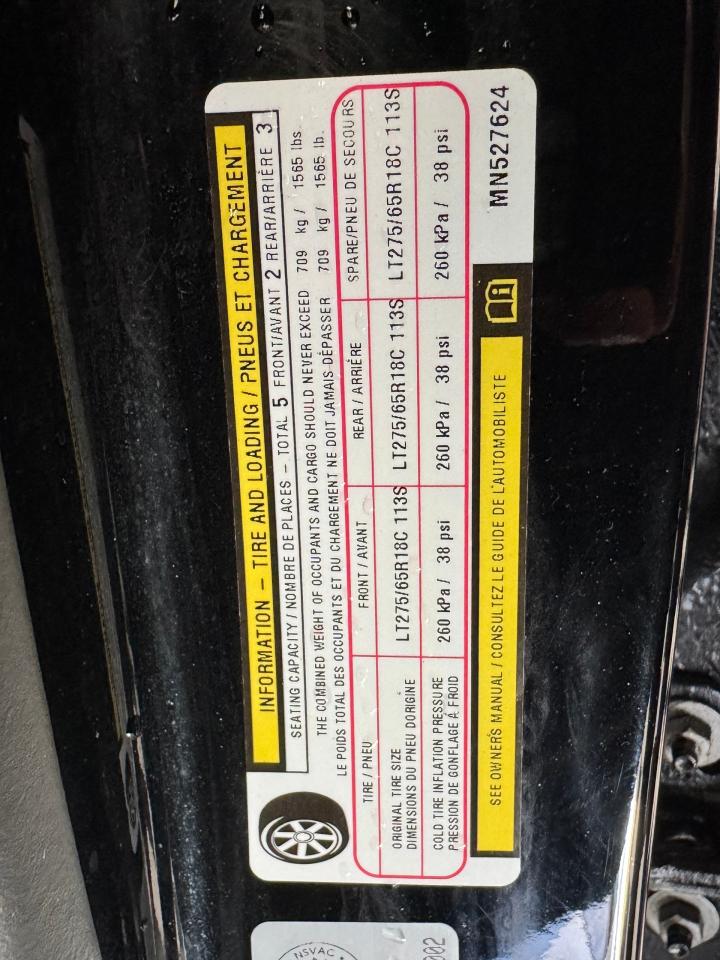 INFORMATION – TIRE AND LOADING / PNEUS ET CHARGEMENT
SEATING CAPACITY / NOMBRE DE PLACES – TOTAL 5 FRONT/AVANT 2 REAR/ARRIÈRE 3
THE COMBINED WEIGHT OF OCCUPANTS AND CARGO SHOULD NEVER EXCEED 709 kg / 1565 lbs.
LE POIDS TOTAL DES OCCUPANTS ET DU CHARGEMENT NE DOIT JAMAIS DÉPASSER 709 kg / 1565 lb.
TIRE / PNEU FRONT / AVANT REAR / ARRIÈRE SPARE/PNEU DE SECOURS
ORIGINAL TIRE SIZE
DIMENSIONS DU PNEU D'ORIGINE
LT275/65R18C 113S LT275/65R18C 113S LT275/65R18C 113S
COLD TIRE INFLATION PRESSURE
PRESSION DE GONFLAGE À FROID
260 kPa / 38 psi 260 kPa / 38 psi 260 kPa / 38 psi
SEE OWNER'S MANUAL / CONSULTEZ LE GUIDE DE L'AUTOMOBILISTE
MN527624
NSVAC
002